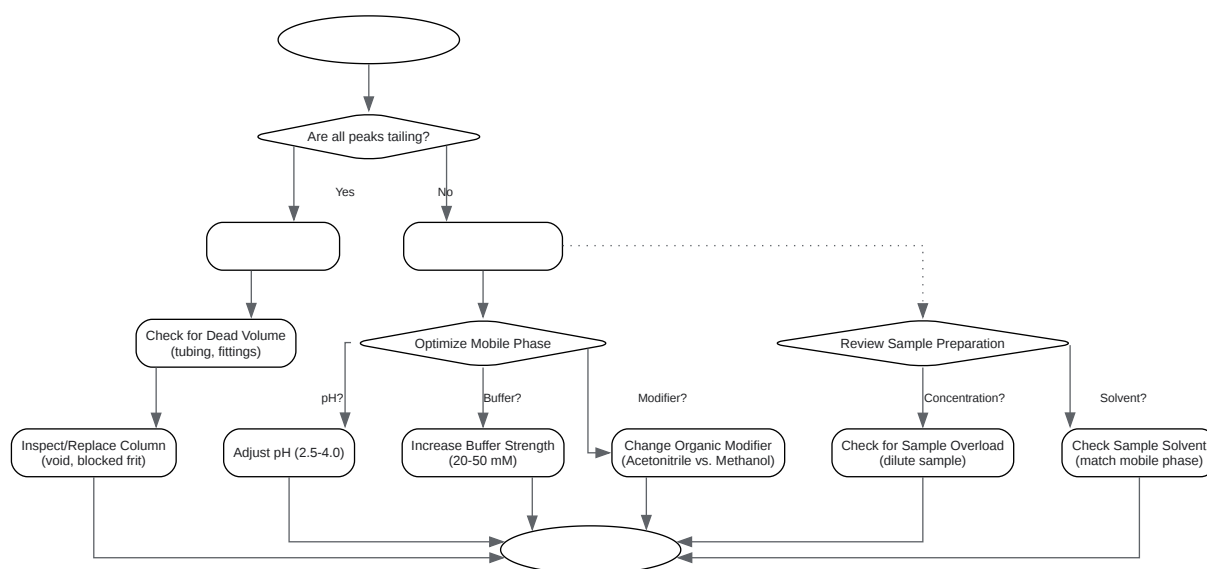 Are all peaks tailing?
Yes
No
Check for Dead Volume
(tubing, fittings)
Optimize Mobile Phase
Review Sample Preparation
pH?
Buffer?
Modifier?
Concentration?
Solvent?
Inspect/Replace Column
(void, blocked frit)
Adjust pH (2.5-4.0)
Increase Buffer Strength
(20-50 mM)
Change Organic Modifier
(Acetonitrile vs. Methanol)
Check for Sample Overload
(dilute sample)
Check Sample Solvent
(match mobile phase)